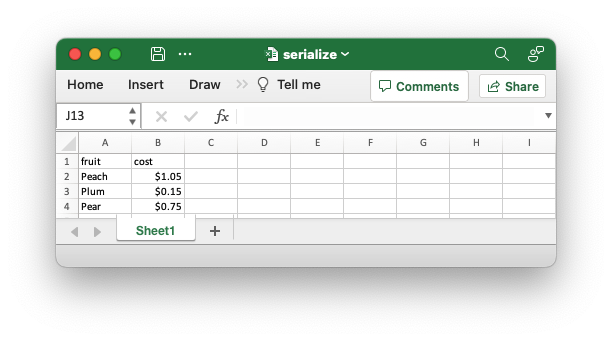 serialize
Home Insert Draw Tell me Comments Share
J13 fx
A B C D E F G H I
1 fruit cost
2 Peach $1.05
3 Plum $0.15
4 Pear $0.75
Sheet1 +